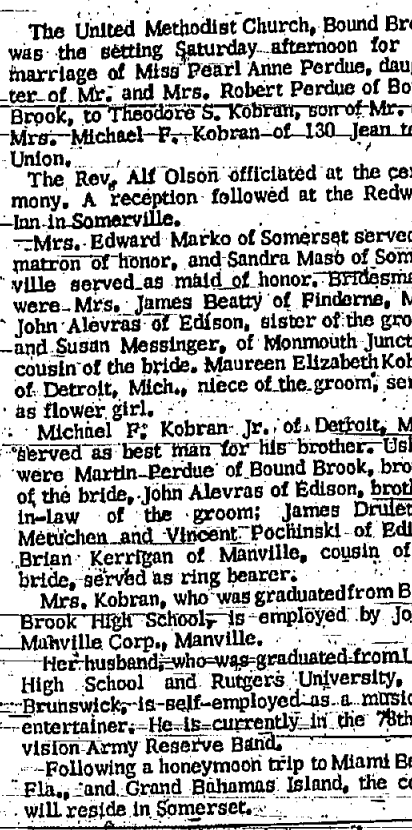 The United Methodist Church, Bound Bro
was the setting Saturday afternoon for
marriage of Miss Pearl Anne Perdue, dau
ter of Mr. and Mrs. Robert Perdue of Bo
Brook, to Theodore S. Kobran, son of Mr.
Mrs. Michael F. Kobran of 130 Jean te
Union.
The Rev. Alf Olson officiated at the cer
mony. A reception followed at the Redw
Inn in Somerville.
Mrs. Edward Marko of Somerset served
matron of honor, and Sandra Maso of Som
ville served as maid of honor. Bridesma
were Mrs. James Beatty of Finderne, M
John Alevras of Edison, sister of the gro
and Susan Messinger, of Monmouth Junct
cousin of the bride. Maureen Elizabeth Kob
of Detroit, Mich., niece of the groom, ser
as flower girl.
Michael F. Kobran Jr. of Detroit, M
served as best man for his brother. Ush
were Martin Perdue of Bound Brook, bro
of the bride, John Alevras of Edison, brot
in-law of the groom; James Drulet
Metuchen and Vincent Pochinski of Edi
Brian Kerrigan of Manville, cousin of
bride, served as ring bearer.
Mrs. Kobran, who was graduated from B
Brook High School, is employed by Jo
Manville Corp., Manville.
Her husband, who was graduated from L
High School and Rutgers University,
Brunswick, is self-employed as a music
entertainer. He is currently in the 78th
vision Army Reserve Band.
Following a honeymoon trip to Miami Be
Fla., and Grand Bahamas Island, the co
will reside in Somerset.